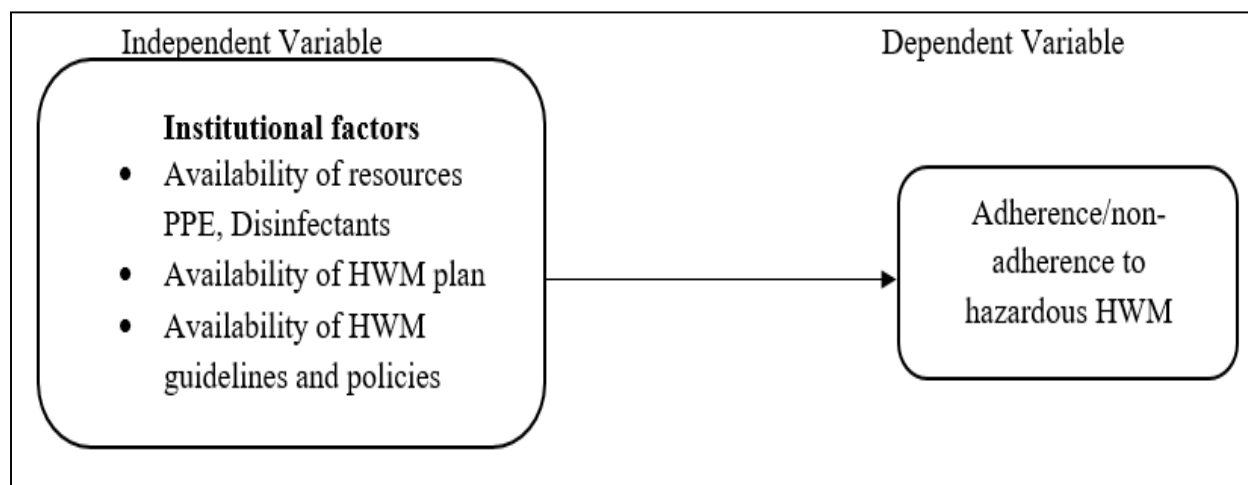 Independent Variable
Dependent Variable
Institutional factors
• Availability of resources
PPE, Disinfectants
• Availability of HWM plan
• Availability of HWM
guidelines and policies
Adherence/non-
adherence to
hazardous HWM